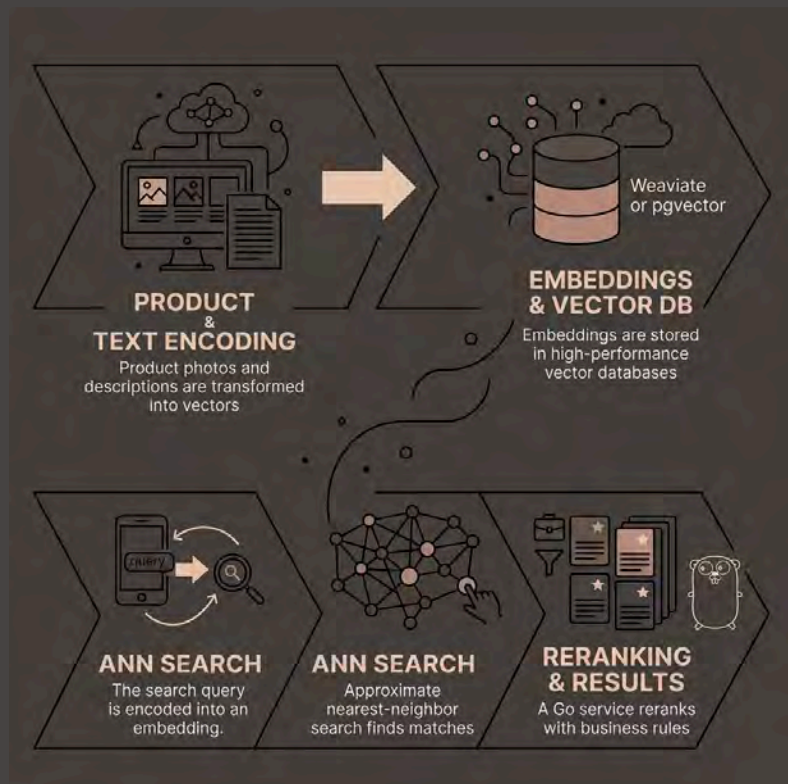 PRODUCT
&
TEXT ENCODING
Product photos and
descriptions are transformed
into vectors
Weaviate
or pgvector
EMBEDDINGS
& VECTOR DB
Embeddings are stored
in high-performance
vector databases
query
ANN SEARCH
The search query
is encoded into an
embedding.
ANN SEARCH
Approximate
nearest-neighbor
search finds matches
RERANKING
& RESULTS
A Go service reranks
with business rules